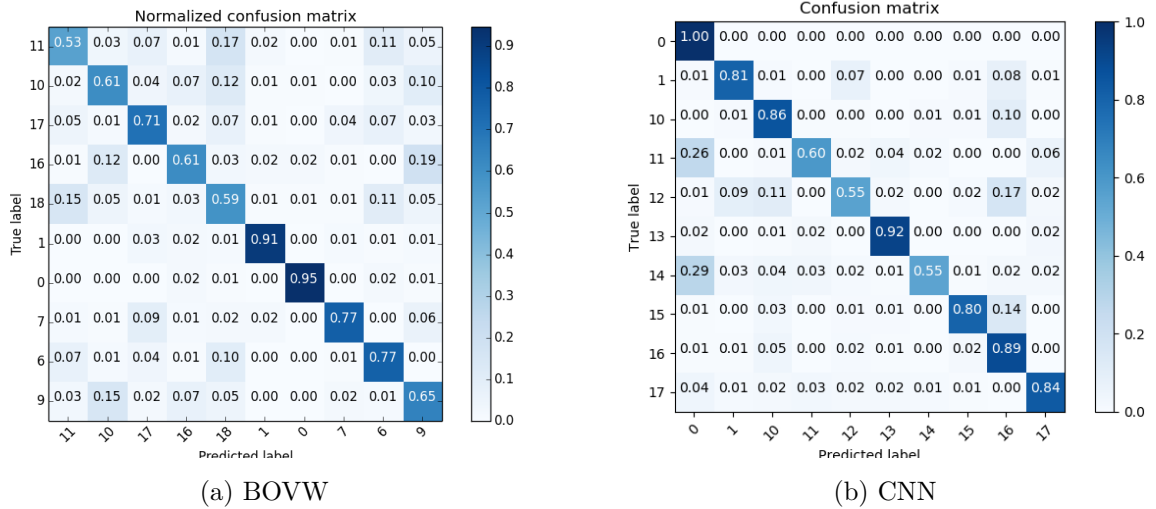 Normalized confusion matrix
11 0.53 0.03 0.07 0.01 0.17 0.02 0.00 0.01 0.11 0.05
10 0.02 0.61 0.04 0.07 0.12 0.01 0.01 0.00 0.03 0.10
17 0.05 0.01 0.71 0.02 0.07 0.01 0.00 0.04 0.07 0.03
16 0.01 0.12 0.00 0.61 0.03 0.02 0.02 0.01 0.00 0.19
18 0.15 0.05 0.01 0.03 0.59 0.01 0.01 0.00 0.11 0.05
1 0.00 0.00 0.03 0.02 0.01 0.91 0.00 0.01 0.01 0.01
0 0.00 0.00 0.00 0.00 0.00 0.00 0.95 0.00 0.02 0.01
7 0.01 0.01 0.09 0.01 0.02 0.02 0.00 0.77 0.00 0.06
6 0.07 0.01 0.04 0.01 0.10 0.00 0.00 0.01 0.77 0.00
9 0.03 0.15 0.02 0.07 0.05 0.00 0.00 0.02 0.01 0.65
11 10 17 16 18 1 0 7 6 9
True label
Predicted label
0.9
0.8
0.7
0.6
0.5
0.4
0.3
0.2
0.1
0.0
(a) BOVW
Confusion matrix
0 1.00 0.00 0.00 0.00 0.00 0.00 0.00 0.00 0.00 0.00
1 0.01 0.81 0.01 0.00 0.07 0.00 0.00 0.01 0.08 0.01
10 0.00 0.01 0.86 0.00 0.01 0.00 0.00 0.01 0.10 0.00
11 0.26 0.00 0.01 0.60 0.02 0.04 0.02 0.00 0.00 0.06
12 0.01 0.09 0.11 0.00 0.55 0.02 0.00 0.01 0.17 0.02
13 0.02 0.00 0.01 0.02 0.00 0.92 0.00 0.00 0.00 0.02
14 0.29 0.03 0.04 0.03 0.02 0.01 0.55 0.01 0.02 0.02
15 0.01 0.00 0.03 0.00 0.01 0.00 0.00 0.80 0.14 0.00
16 0.01 0.01 0.05 0.00 0.02 0.01 0.00 0.02 0.89 0.00
17 0.04 0.01 0.02 0.03 0.02 0.02 0.01 0.01 0.00 0.84
0 1 10 11 12 13 14 15 16 17
True label
Predicted label
1.0
0.8
0.6
0.4
0.2
0.0
(b) CNN